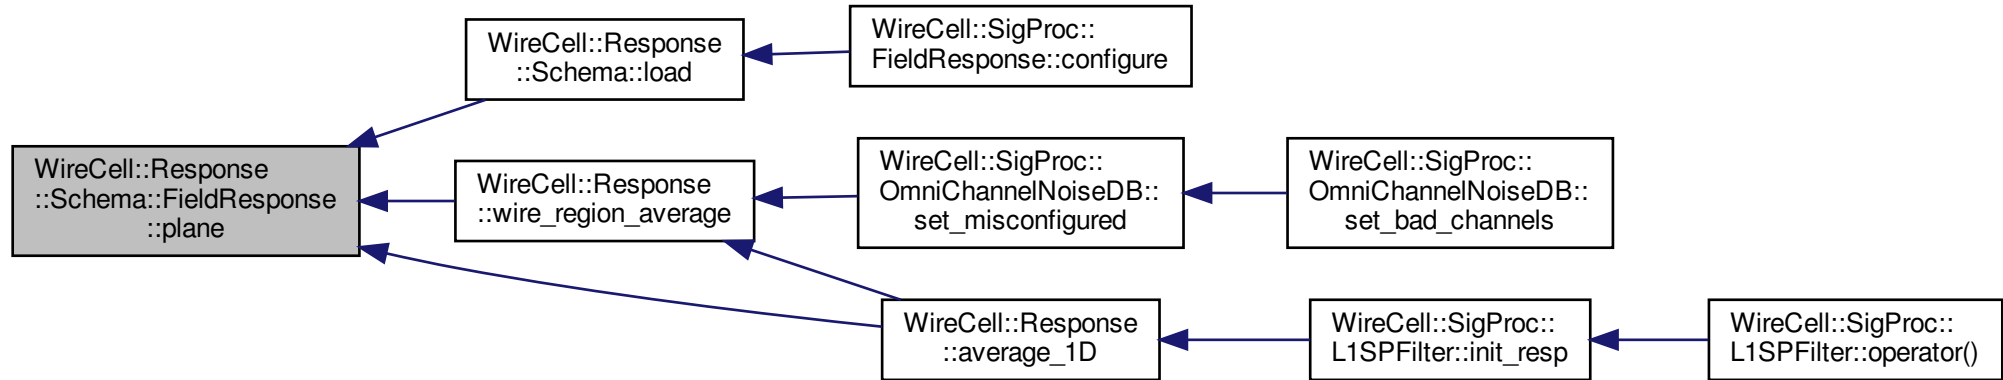 WireCell::Response
::Schema::FieldResponse
::plane
WireCell::Response
::Schema::load
WireCell::SigProc::
FieldResponse::configure
WireCell::Response
::wire_region_average
WireCell::SigProc::
OmniChannelNoiseDB::
set_misconfigured
WireCell::SigProc::
OmniChannelNoiseDB::
set_bad_channels
WireCell::Response
::average_1D
WireCell::SigProc::
L1SPFilter::init_resp
WireCell::SigProc::
L1SPFilter::operator()